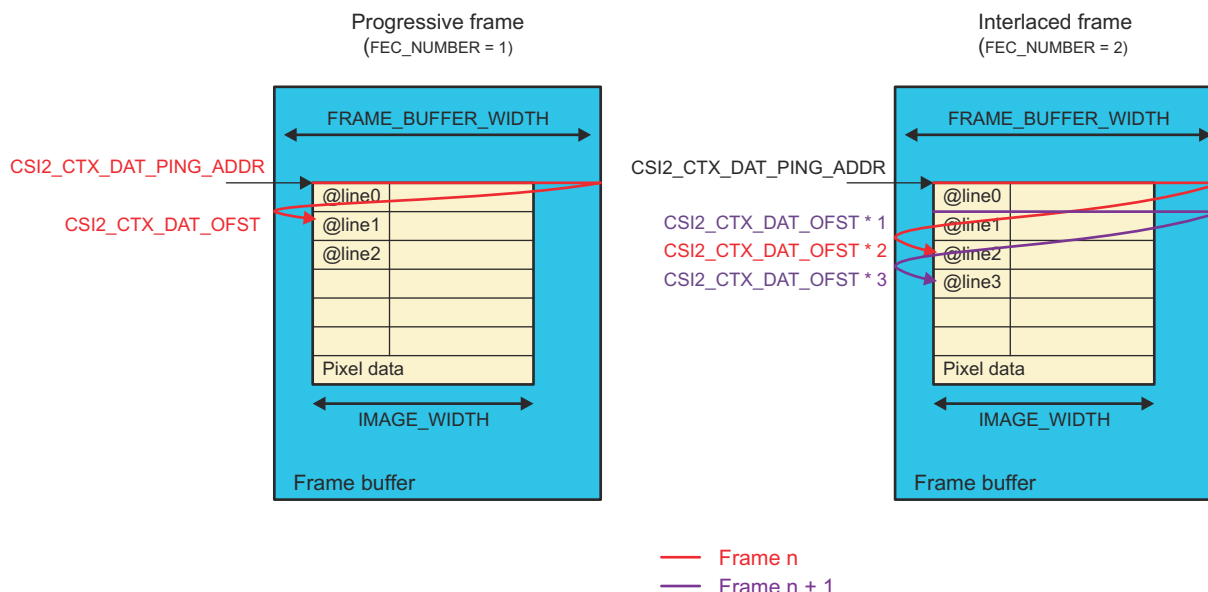 Progressive frame
(FEC_NUMBER = 1)
FRAME_BUFFER_WIDTH
CSI2_CTX_DAT_PING_ADDR
@line0
CSI2_CTX_DAT_OFST
@line1
@line2
Pixel data
IMAGE_WIDTH
Frame buffer
Interlaced frame
(FEC_NUMBER = 2)
FRAME_BUFFER_WIDTH
CSI2_CTX_DAT_PING_ADDR
@line0
CSI2_CTX_DAT_OFST * 1
@line1
CSI2_CTX_DAT_OFST * 2
@line2
CSI2_CTX_DAT_OFST * 3
@line3
Pixel data
IMAGE_WIDTH
Frame buffer
Frame n
Frame n + 1